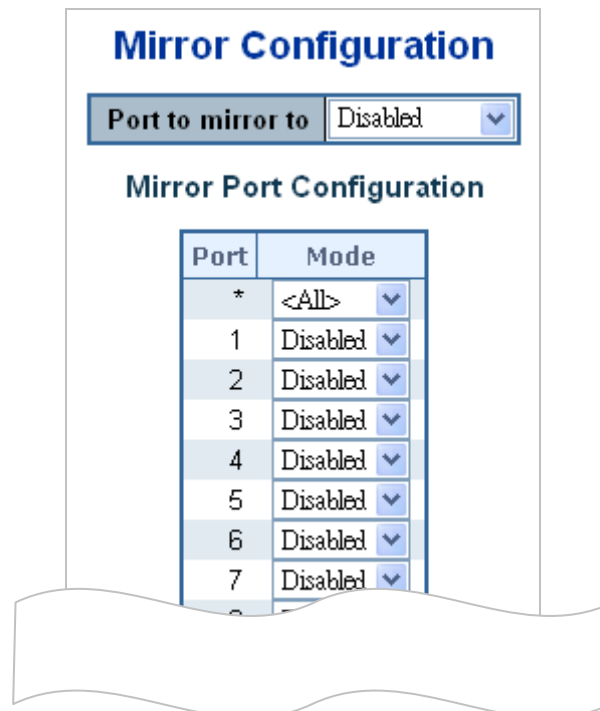 Mirror Configuration
Port to mirror to Disabled
Mirror Port Configuration
Port Mode
* <All>
1 Disabled
2 Disabled
3 Disabled
4 Disabled
5 Disabled
6 Disabled
7 Disabled